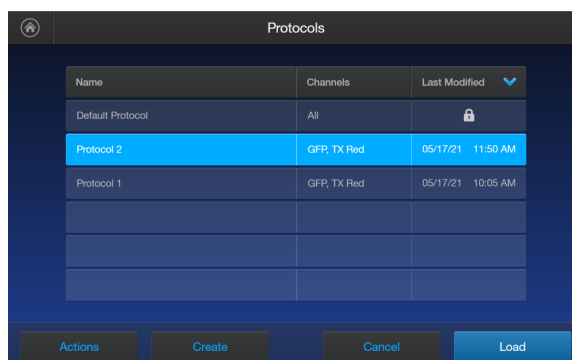 Protocols
Name Channels Last Modified
Default Protocol All
Protocol 2 GFP, TX Red 05/17/21 11:50 AM
Protocol 1 GFP, TX Red 05/17/21 10:05 AM
Actions Create Cancel Load